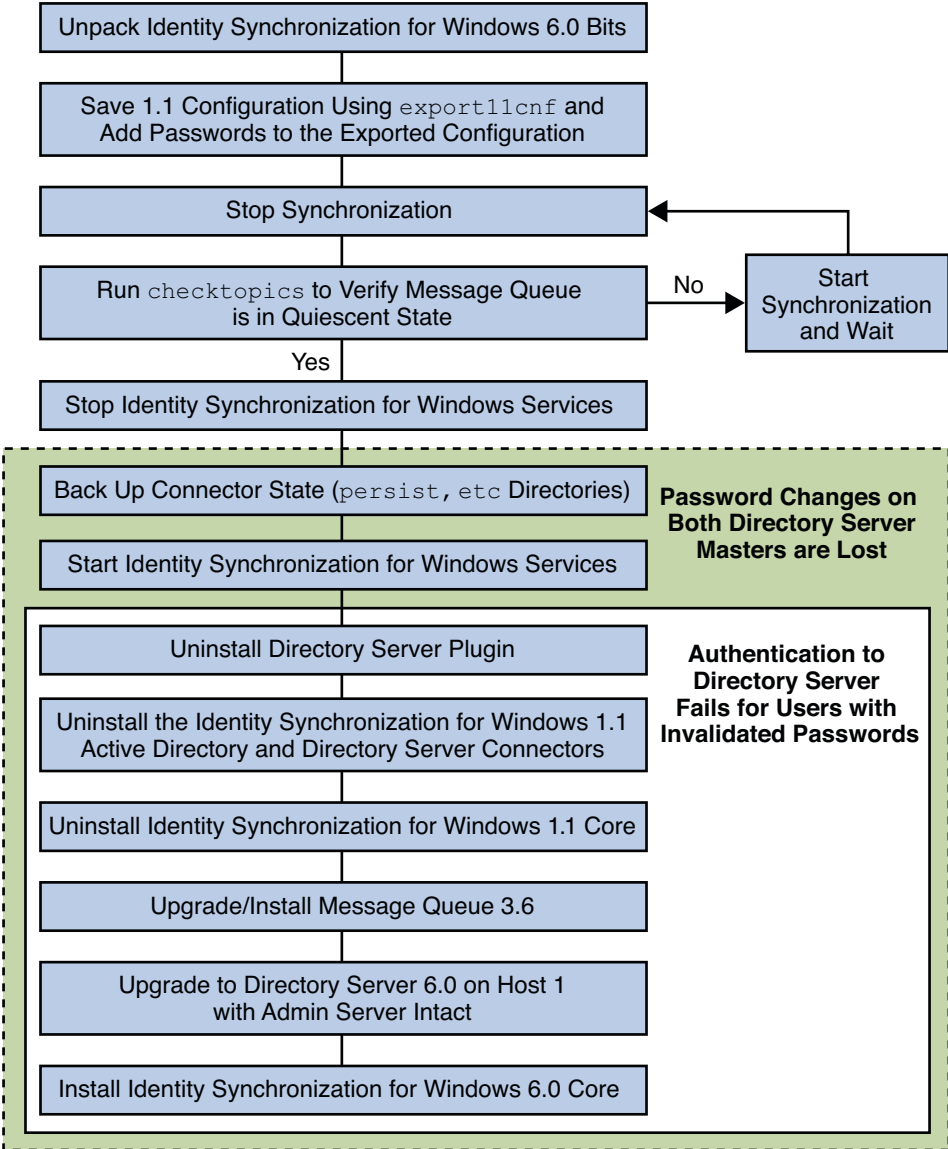 Unpack Identity Synchronization for Windows 6.0 Bits
Save 1.1 Configuration Using export11cnf and
Add Passwords to the Exported Configuration
Stop Synchronization
Run checktopics to Verify Message Queue
is in Quiescent State
No
Start
Synchronization
and Wait
Yes
Stop Identity Synchronization for Windows Services
Back Up Connector State (persist, etc Directories)
Password Changes on
Both Directory Server
Masters are Lost
Start Identity Synchronization for Windows Services
Uninstall Directory Server Plugin
Authentication to
Directory Server
Fails for Users with
Invalidated Passwords
Uninstall the Identity Synchronization for Windows 1.1
Active Directory and Directory Server Connectors
Uninstall Identity Synchronization for Windows 1.1 Core
Upgrade/Install Message Queue 3.6
Upgrade to Directory Server 6.0 on Host 1
with Admin Server Intact
Install Identity Synchronization for Windows 6.0 Core